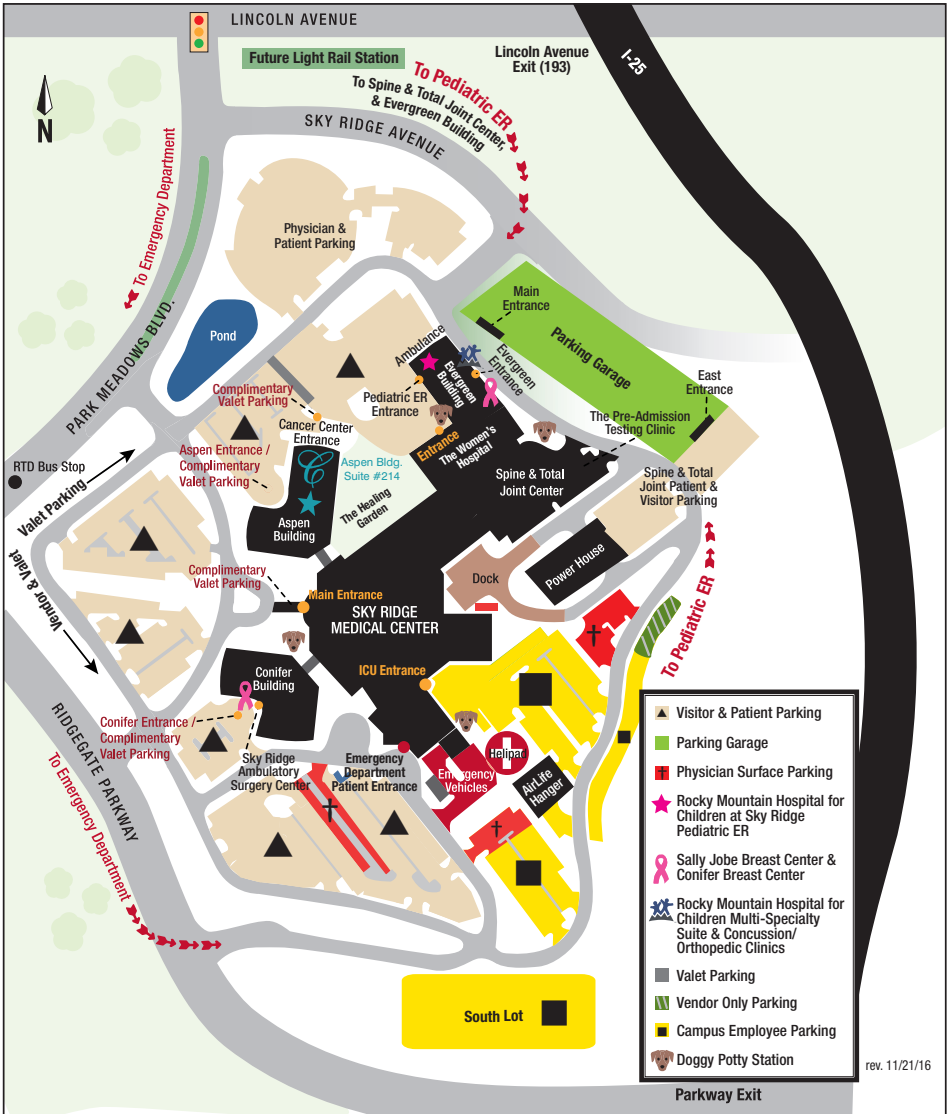 LINCOLN AVENUE
Future Light Rail Station
Lincoln Avenue
Exit (193)
I-25
To Pediatric ER
To Spine & Total Joint Center,
& Evergreen Building
N
SKY RIDGE AVENUE
To Emergency Department
Physician &
Patient Parking
PARK MEADOWS BLVD.
Pond
Main
Entrance
Parking Garage
Ambulance
Evergreen
Building
Evergreen
Entrance
East
Entrance
Complimentary
Valet Parking
Pediatric ER
Entrance
Cancer Center
Entrance
The Pre-Admission
Testing Clinic
Entrance
The Women's
Hospital
Aspen Entrance /
Complimentary
Valet Parking
C
Aspen Bldg.
Suite #214
RTD Bus Stop
Valet Parking
Spine & Total
Joint Center
Spine & Total
Joint Patient &
Visitor Parking
The Healing
Garden
Aspen
Building
Vendor & Valet
Complimentary
Valet Parking
Dock
Power House
Main Entrance
SKY RIDGE
MEDICAL CENTER
To Pediatric ER
Conifer
Building
ICU Entrance
RIDGEGATE PARKWAY
Conifer Entrance /
Complimentary
Valet Parking
Sky Ridge
Ambulatory
Surgery Center
Emergency
Department
Patient Entrance
Helipad
Emergency
Vehicles
AirLife
Hanger
To Emergency Department
South Lot
Visitor & Patient Parking
Parking Garage
Physician Surface Parking
Rocky Mountain Hospital for
Children at Sky Ridge
Pediatric ER
Sally Jobe Breast Center &
Conifer Breast Center
Rocky Mountain Hospital for
Children Multi-Specialty
Suite & Concussion/
Orthopedic Clinics
Valet Parking
Vendor Only Parking
Campus Employee Parking
Doggy Potty Station
rev. 11/21/16
Parkway Exit